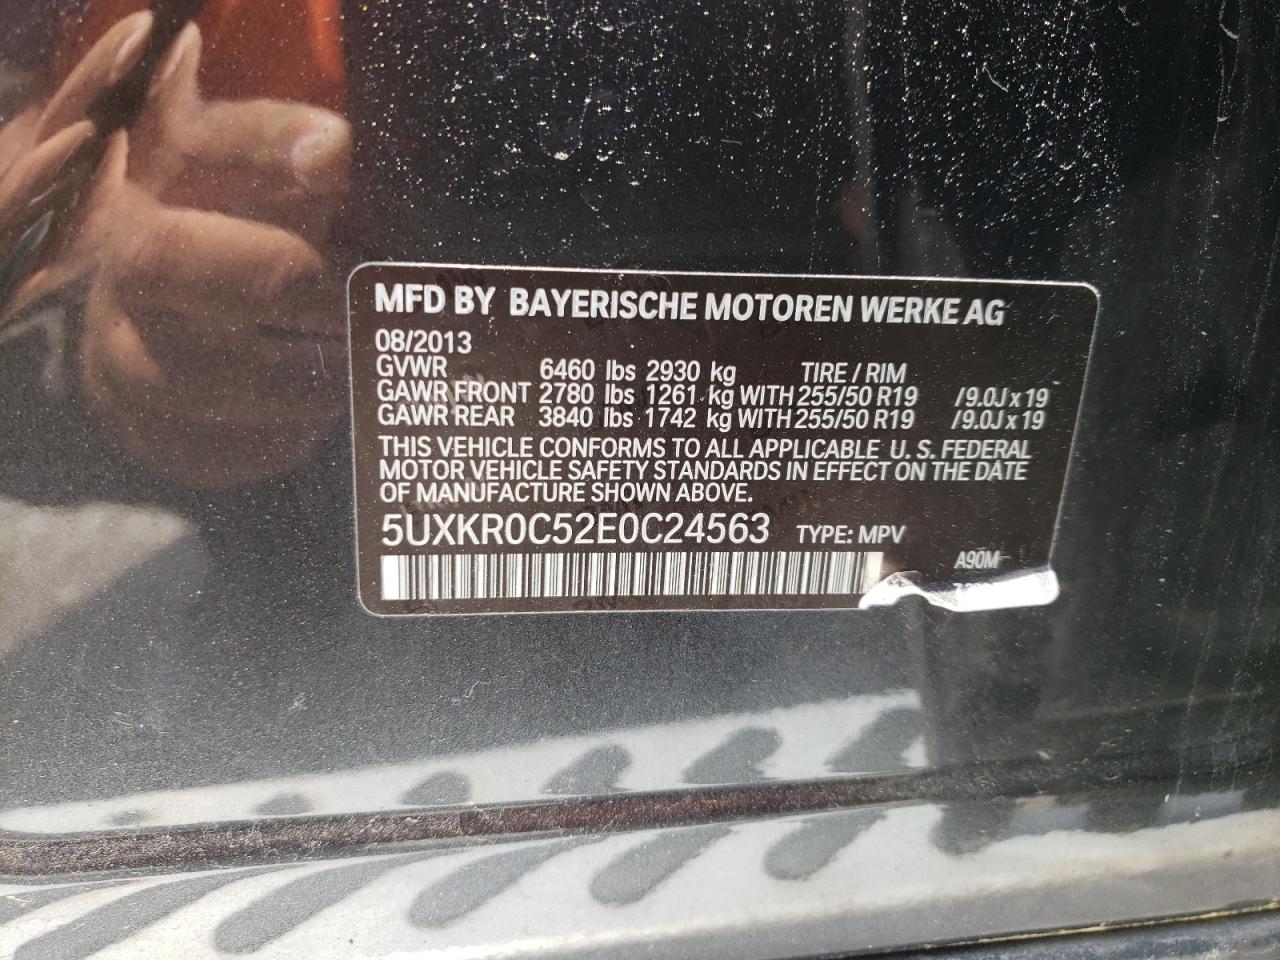 MFD BY BAYERISCHE MOTOREN WERKE AG
08/2013
GVWR 6460 lbs 2930 kg TIRE / RIM
GAWR FRONT 2780 lbs 1261 kg WITH 255/50 R19 /9.0J x 19
GAWR REAR 3840 lbs 1742 kg WITH 255/50 R19 /9.0J x 19
THIS VEHICLE CONFORMS TO ALL APPLICABLE U. S. FEDERAL
MOTOR VEHICLE SAFETY STANDARDS IN EFFECT ON THE DATE
OF MANUFACTURE SHOWN ABOVE.
5UXKR0C52E0C24563 TYPE: MPV
A90M